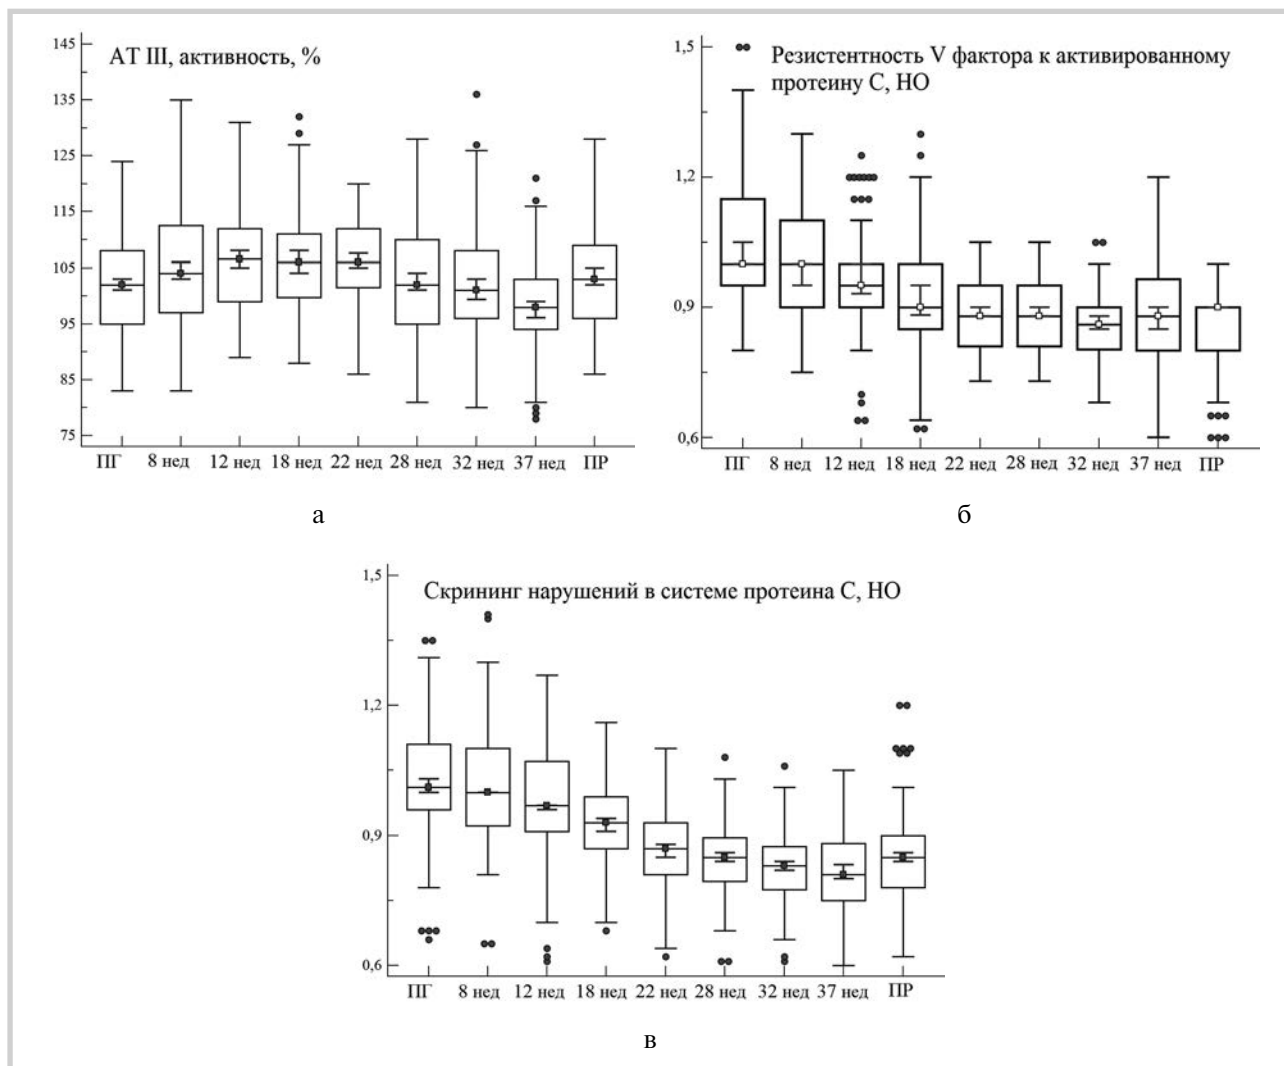 145
АТ III, активность, %
135
125
115
105
95
85
75
ПГ 8 нед 12 нед 18 нед 22 нед 28 нед 32 нед 37 нед ПР
а
1,5
Резистентность V фактора к активированному
протеину С, НО
1,2
0,9
0,6
ПГ 8 нед 12 нед 18 нед 22 нед 28 нед 32 нед 37 нед ПР
б
1,5
Скрининг нарушений в системе протеина С, НО
1,2
0,9
0,6
ПГ 8 нед 12 нед 18 нед 22 нед 28 нед 32 нед 37 нед ПР
в